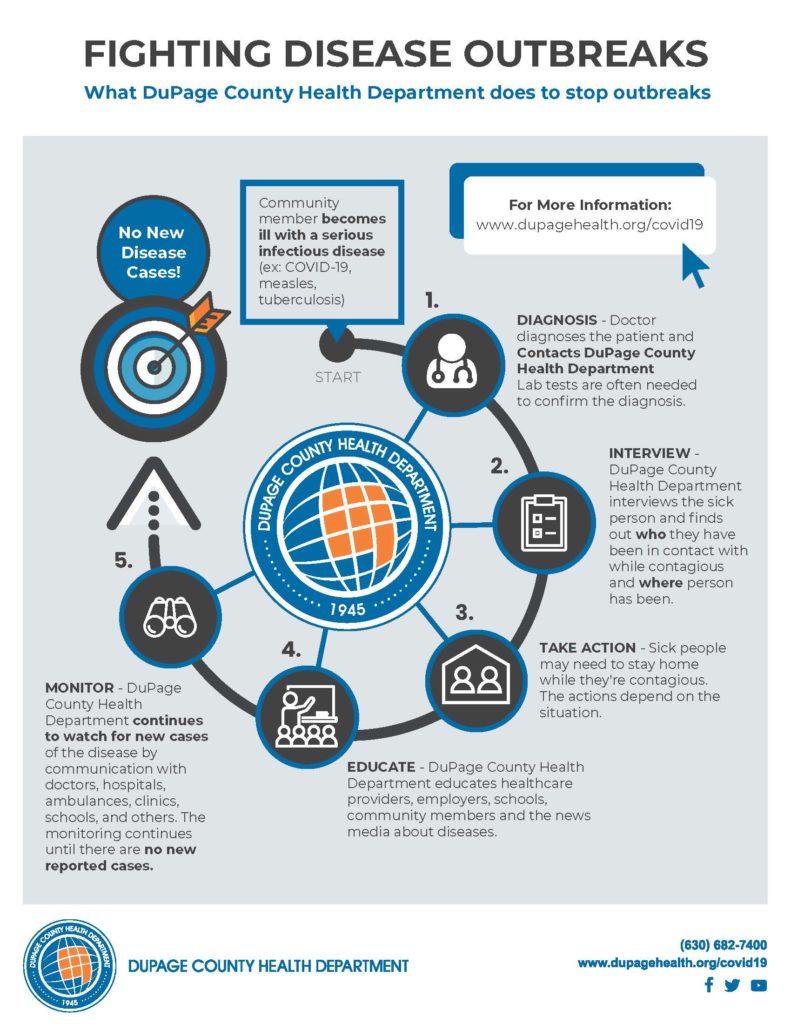 FIGHTING DISEASE OUTBREAKS
What DuPage County Health Department does to stop outbreaks
No New
Disease
Cases!
Community
member becomes
ill with a serious
infectious disease
(ex: COVID-19,
measles,
tuberculosis)
For More Information:
www.dupagehealth.org/covid19
START
1.
DIAGNOSIS - Doctor
diagnoses the patient and
Contacts DuPage County
Health Department
Lab tests are often needed
to confirm the diagnosis.
2.
INTERVIEW -
DuPage County
Health Department
interviews the sick
person and finds
out who they have
been in contact with
while contagious
and where person
has been.
DUPAGE COUNTY HEALTH DEPARTMENT
1945
3.
TAKE ACTION - Sick people
may need to stay home
while they're contagious.
The actions depend on the
situation.
4.
EDUCATE - DuPage County Health
Department educates healthcare
providers, employers, schools,
community members and the news
media about diseases.
5.
MONITOR - DuPage
County Health
Department continues
to watch for new cases
of the disease by
communication with
doctors, hospitals,
ambulances, clinics,
schools, and others. The
monitoring continues
until there are no new
reported cases.
DUPAGE COUNTY HEALTH DEPARTMENT
1945
DUPAGE COUNTY HEALTH DEPARTMENT
(630) 682-7400
www.dupagehealth.org/covid19